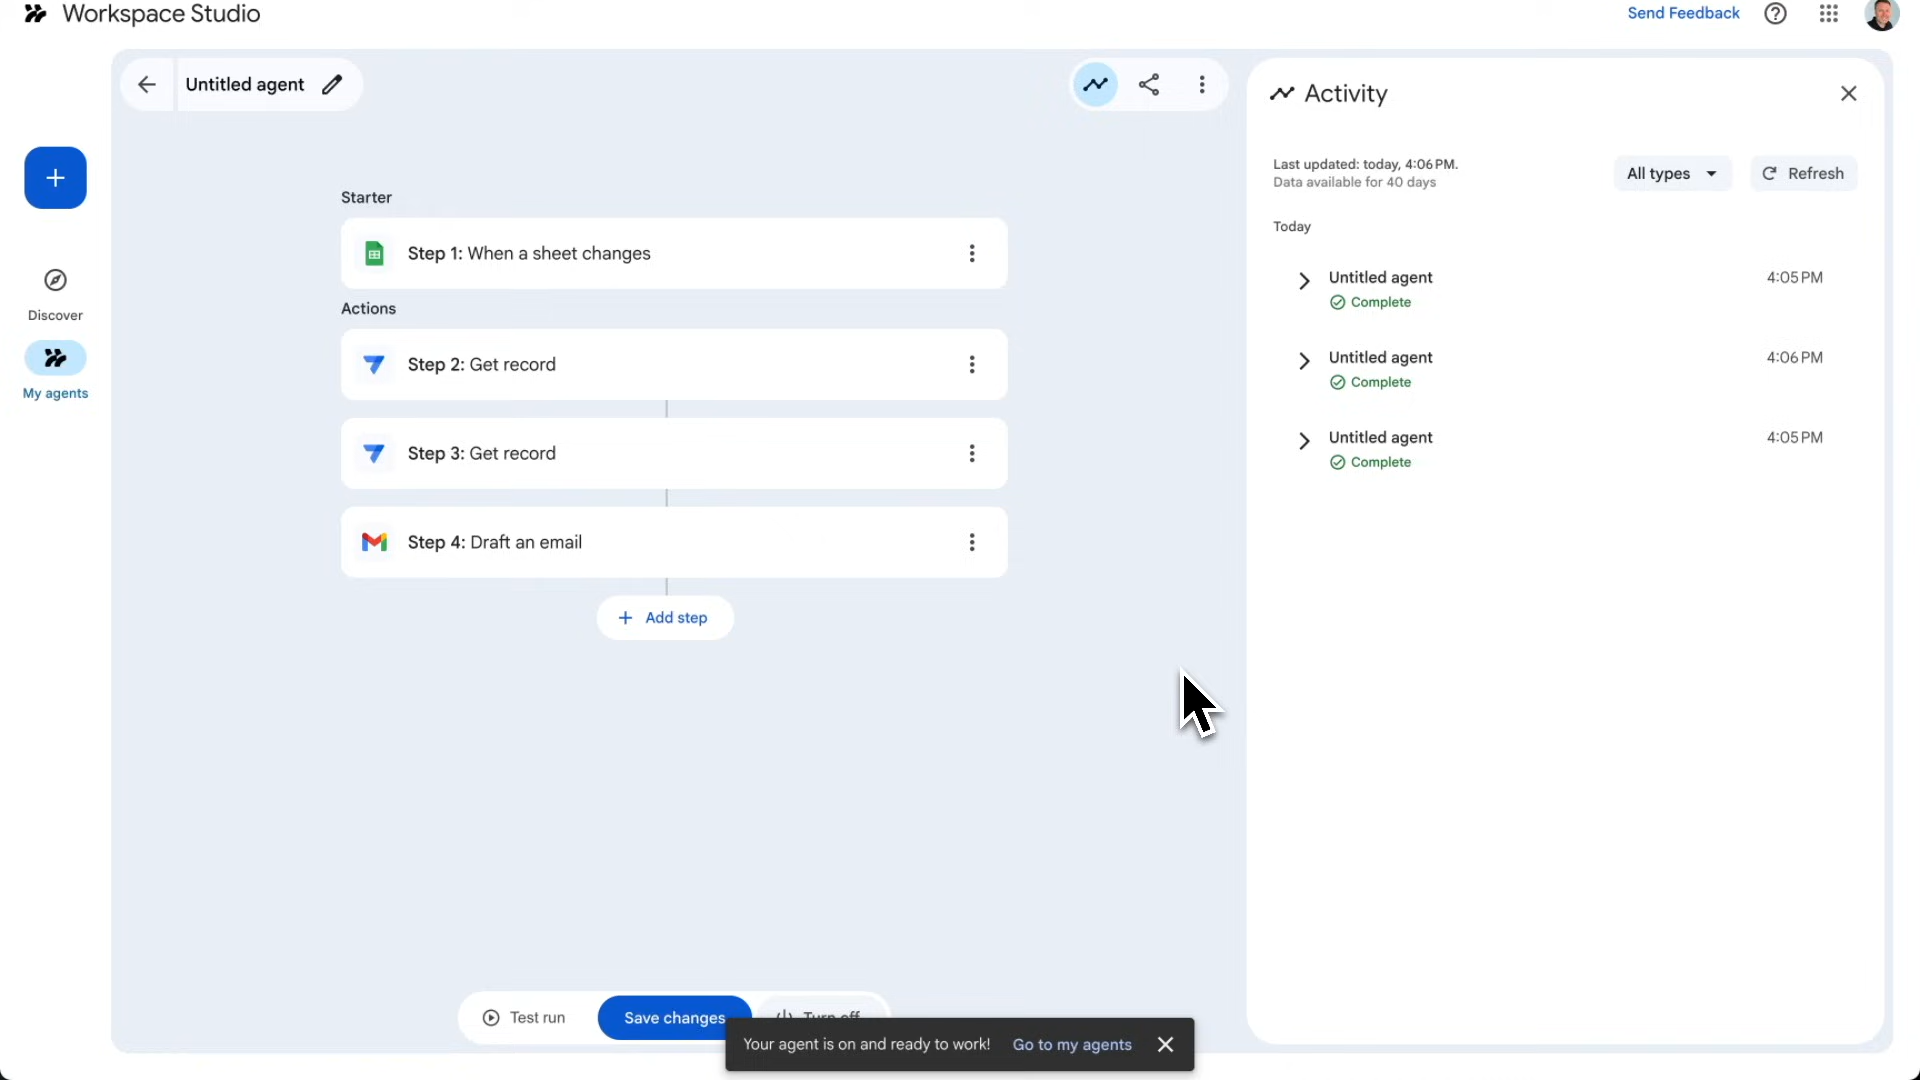 Workspace Studio
Send Feedback
Untitled agent
Discover
My agents
Starter
Step 1: When a sheet changes
Actions
Step 2: Get record
Step 3: Get record
Step 4: Draft an email
Add step
Test run
Save changes
Turn off
Your agent is on and ready to work! Go to my agents
Activity
Last updated: today, 4:06 PM.
Data available for 40 days
All types
Refresh
Today
Untitled agent 4:05 PM
Complete
Untitled agent 4:06 PM
Complete
Untitled agent 4:05 PM
Complete